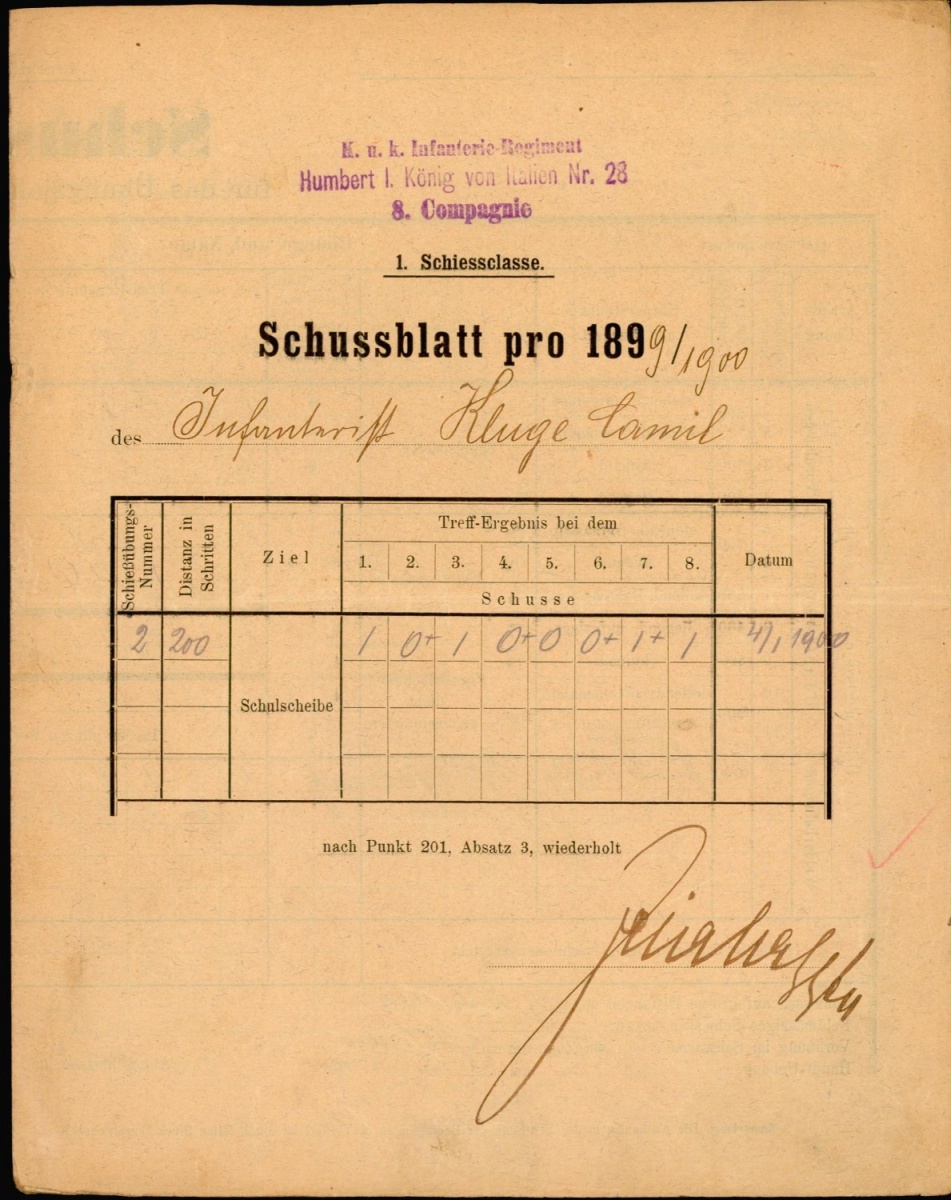 K. u. k. Infanterie-Regiment
Humbert I. König von Italien Nr. 28
8. Compagnie
1. Schiessclasse.
Schussblatt pro 1899/1900
des Infanterist Kluge Camil
Schießübungs-Nummer Distanz in Schritten Ziel Treff-Ergebnis bei dem Datum
1. 2. 3. 4. 5. 6. 7. 8.
Schusse
2 200 1 0+ 1 0+ 0 0+ 1+ 1 4/1 1900
Schulscheibe
0
nach Punkt 201, Absatz 3, wiederholt